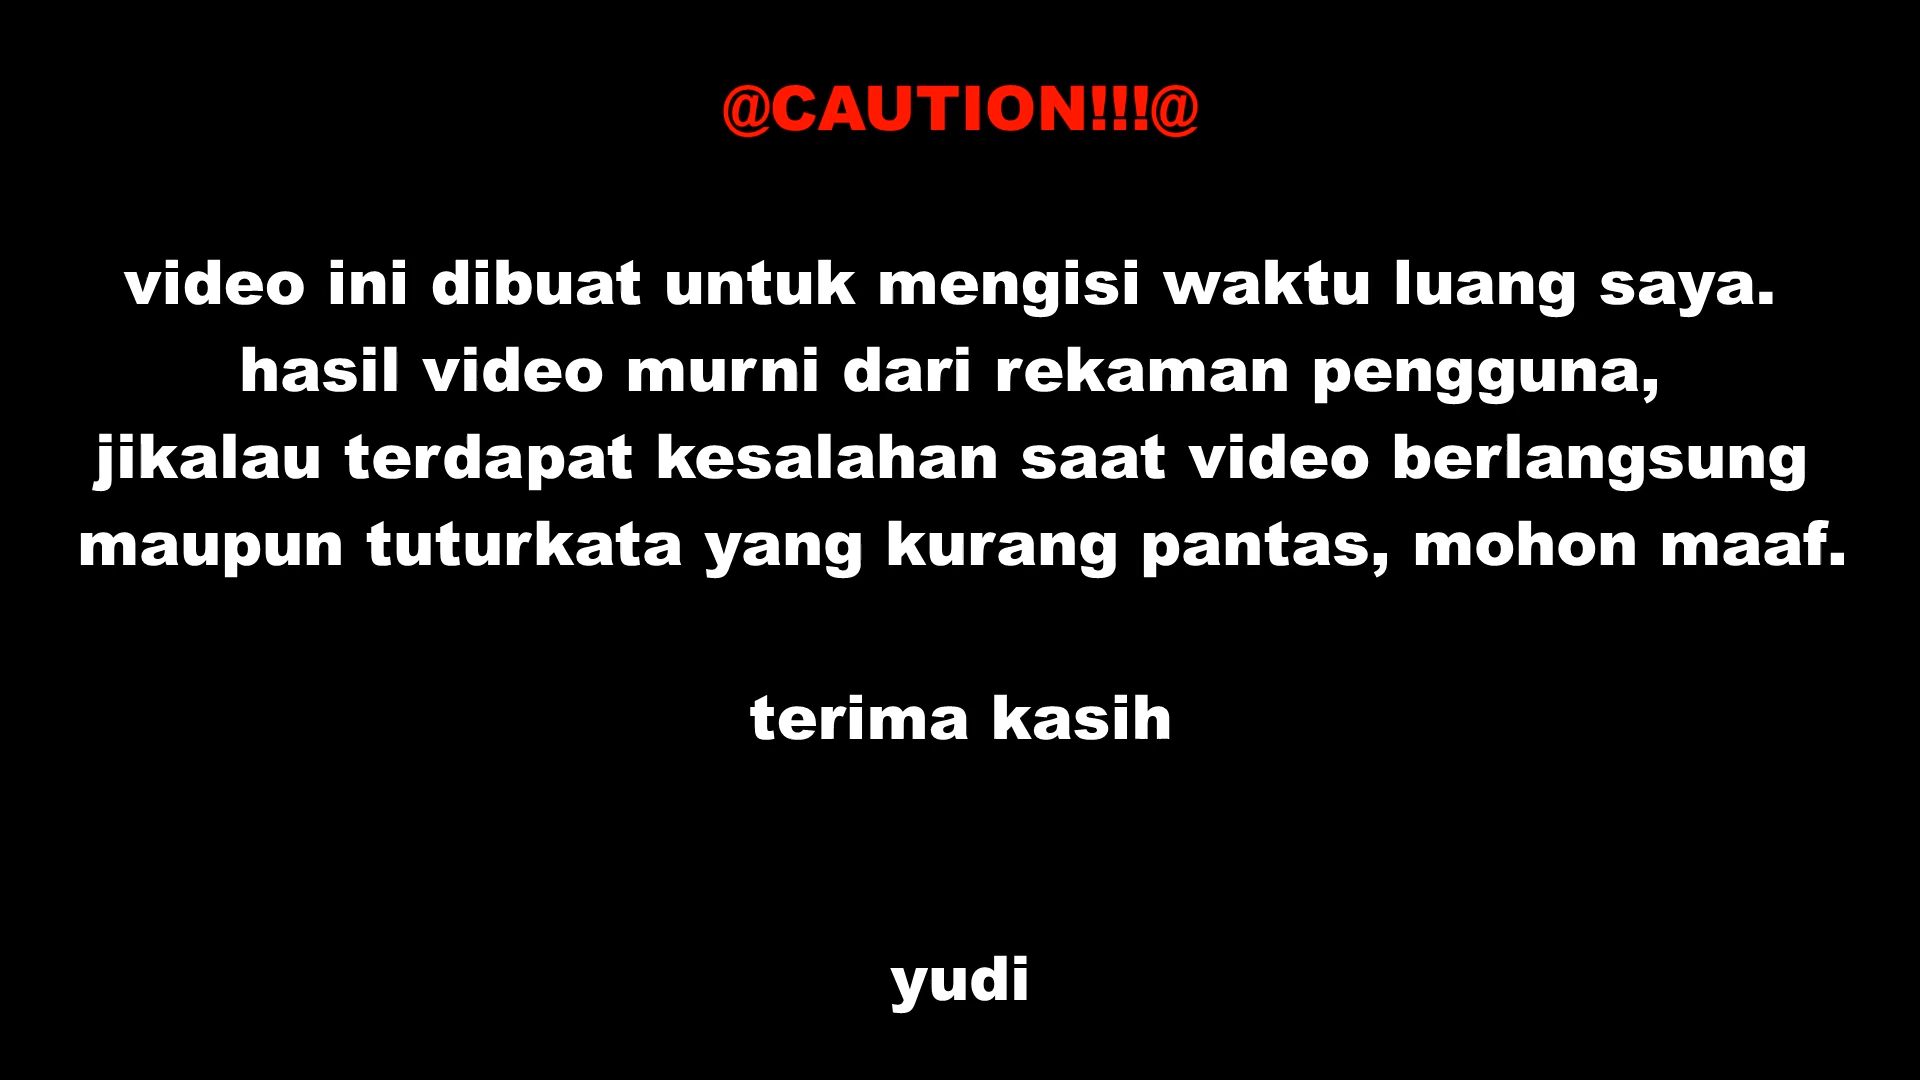 @CAUTION!!!@
video ini dibuat untuk mengisi waktu luang saya.
hasil video murni dari rekaman pengguna,
jikalau terdapat kesalahan saat video berlangsung
maupun tuturkata yang kurang pantas, mohon maaf.
terima kasih
yudi